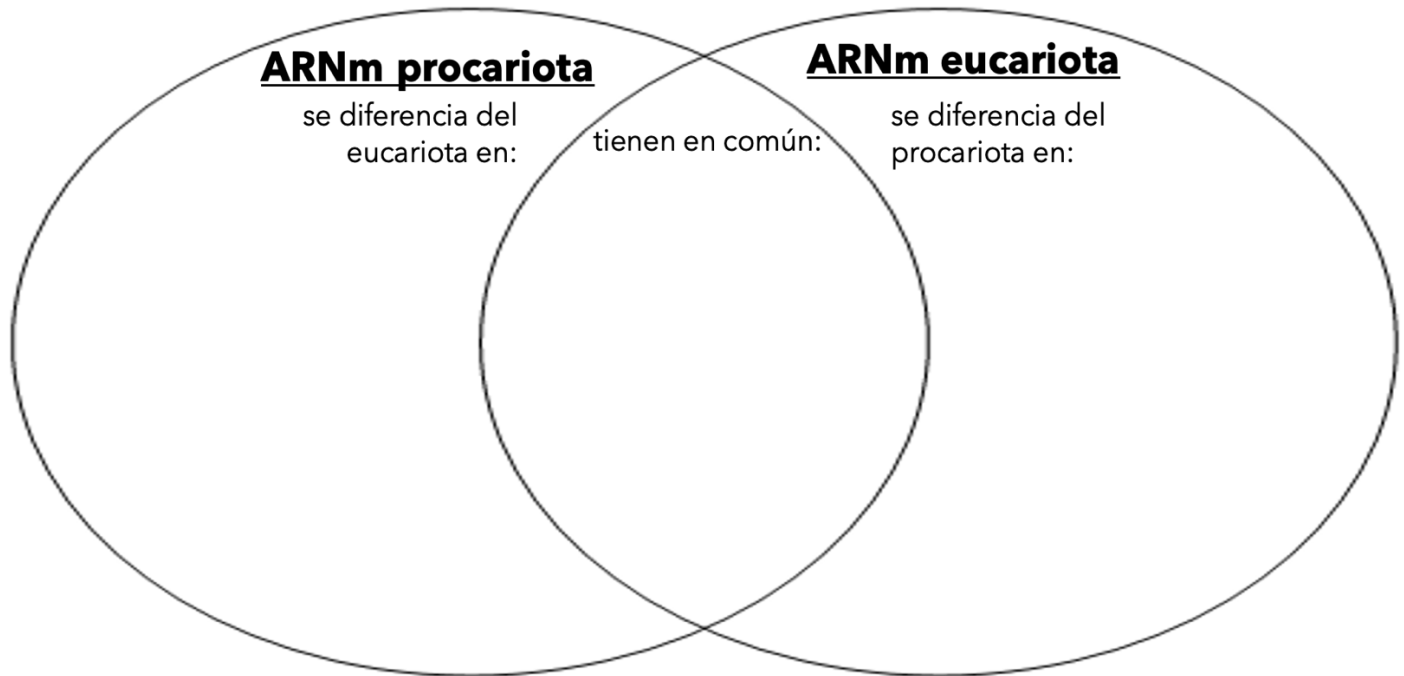 ARNm procariota
se diferencia del
eucariota en:
tienen en común:
ARNm eucariota
se diferencia del
procariota en: